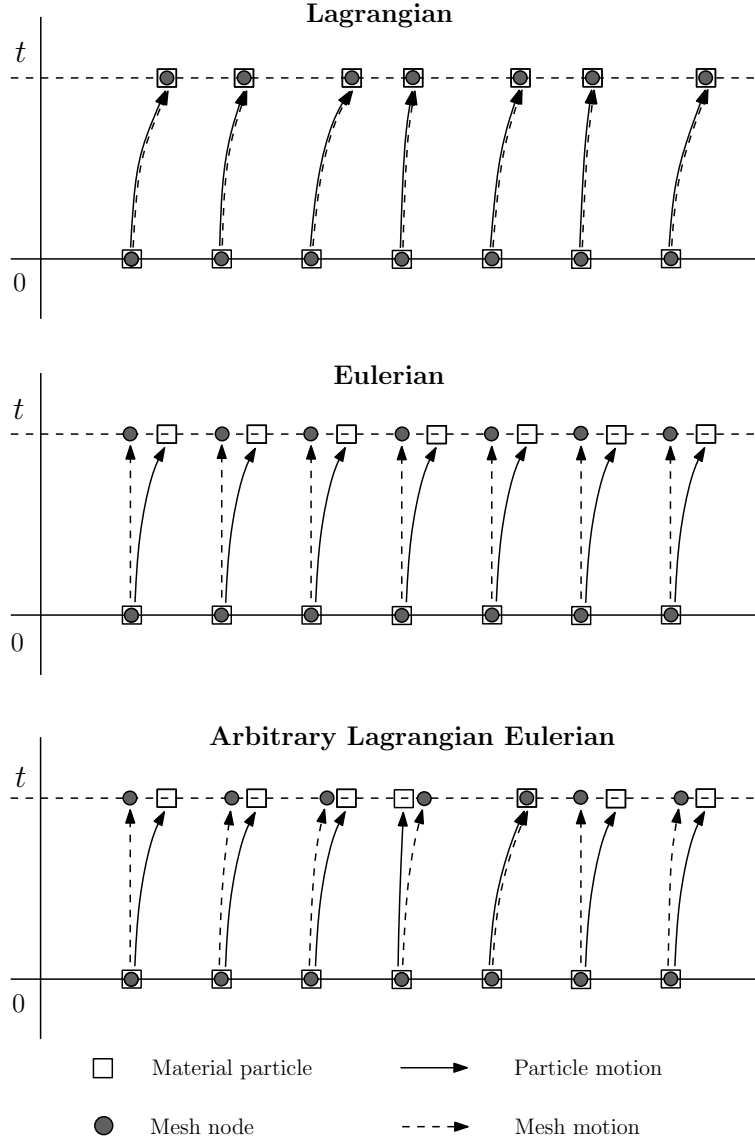 Lagrangian
t
0
Eulerian
t
0
Arbitrary Lagrangian Eulerian
t
0
Material particle
Particle motion
Mesh node
Mesh motion